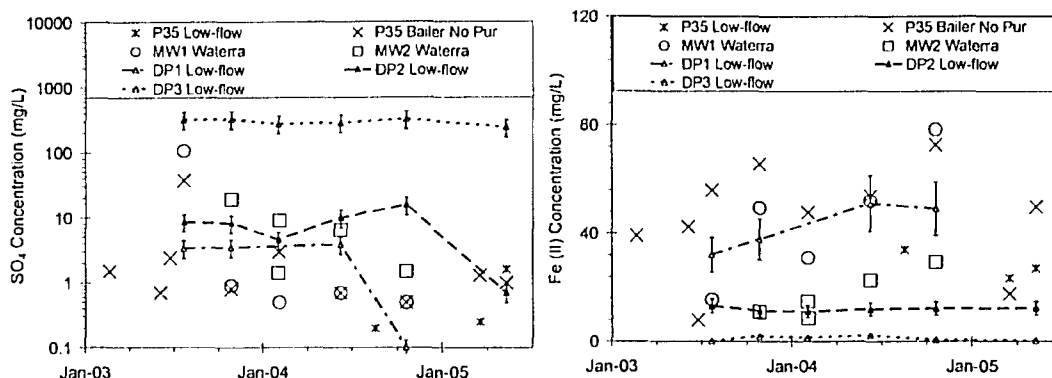 10000
1000
100
10
1
0.1
SO4 Concentration (mg/L)
P35 Low-flow
P35 Bailer No Pur
MW1 Waterra
MW2 Waterra
DP1 Low-flow
DP2 Low-flow
DP3 Low-flow
Jan-03
Jan-04
Jan-05
120
80
40
0
Fe (II) Concentration (mg/L)
P35 Low-flow
P35 Bailer No Pur
MW1 Waterra
MW2 Waterra
DP1 Low-flow
DP2 Low-flow
DP3 Low-flow
Jan-03
Jan-04
Jan-05